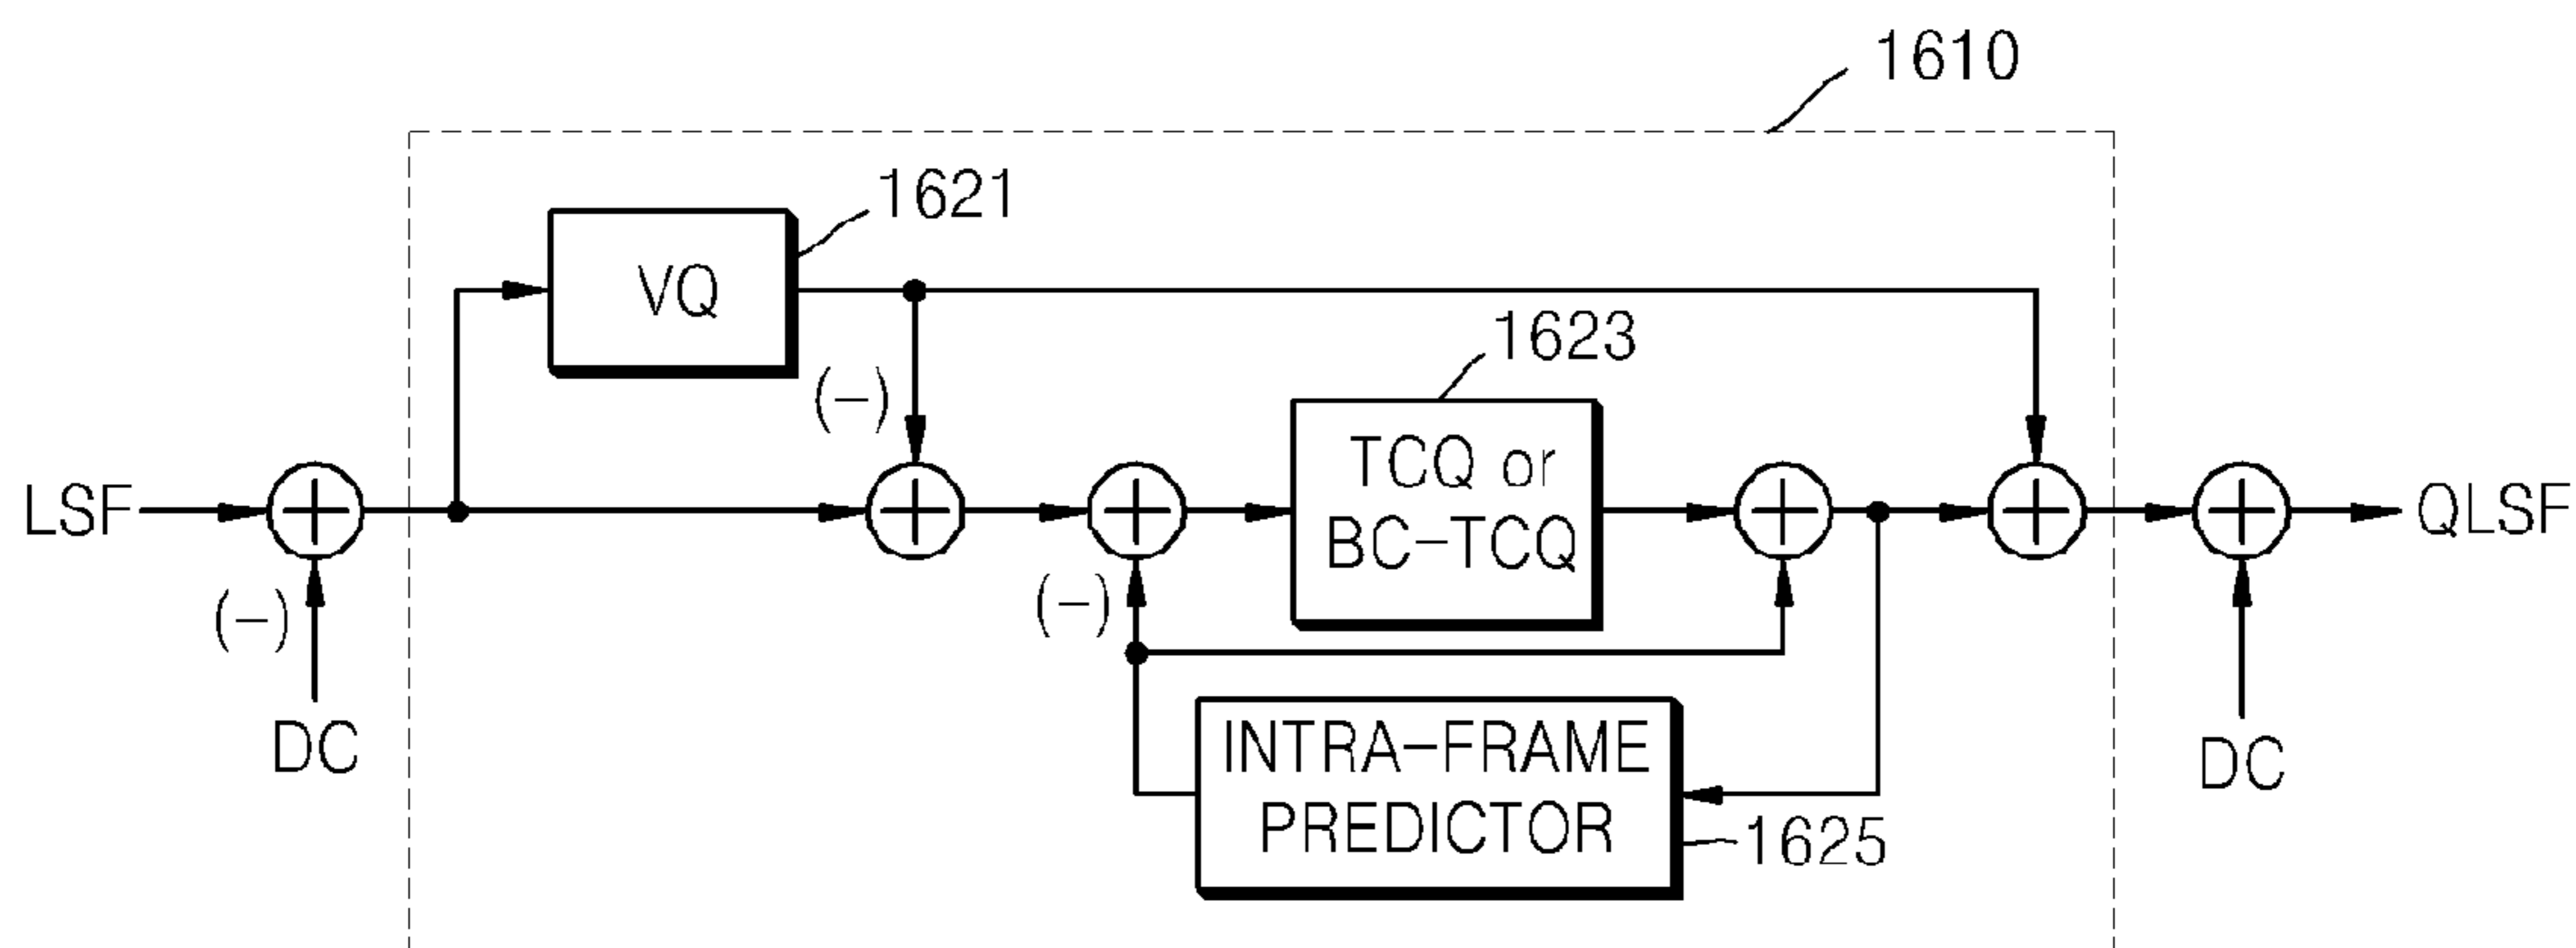 1610
1621
VQ
1623
(-)
TCQ or
BC-TCQ
LSF
QLSF
(-)
(-)
DC
INTRA-FRAME
PREDICTOR
DC
1625